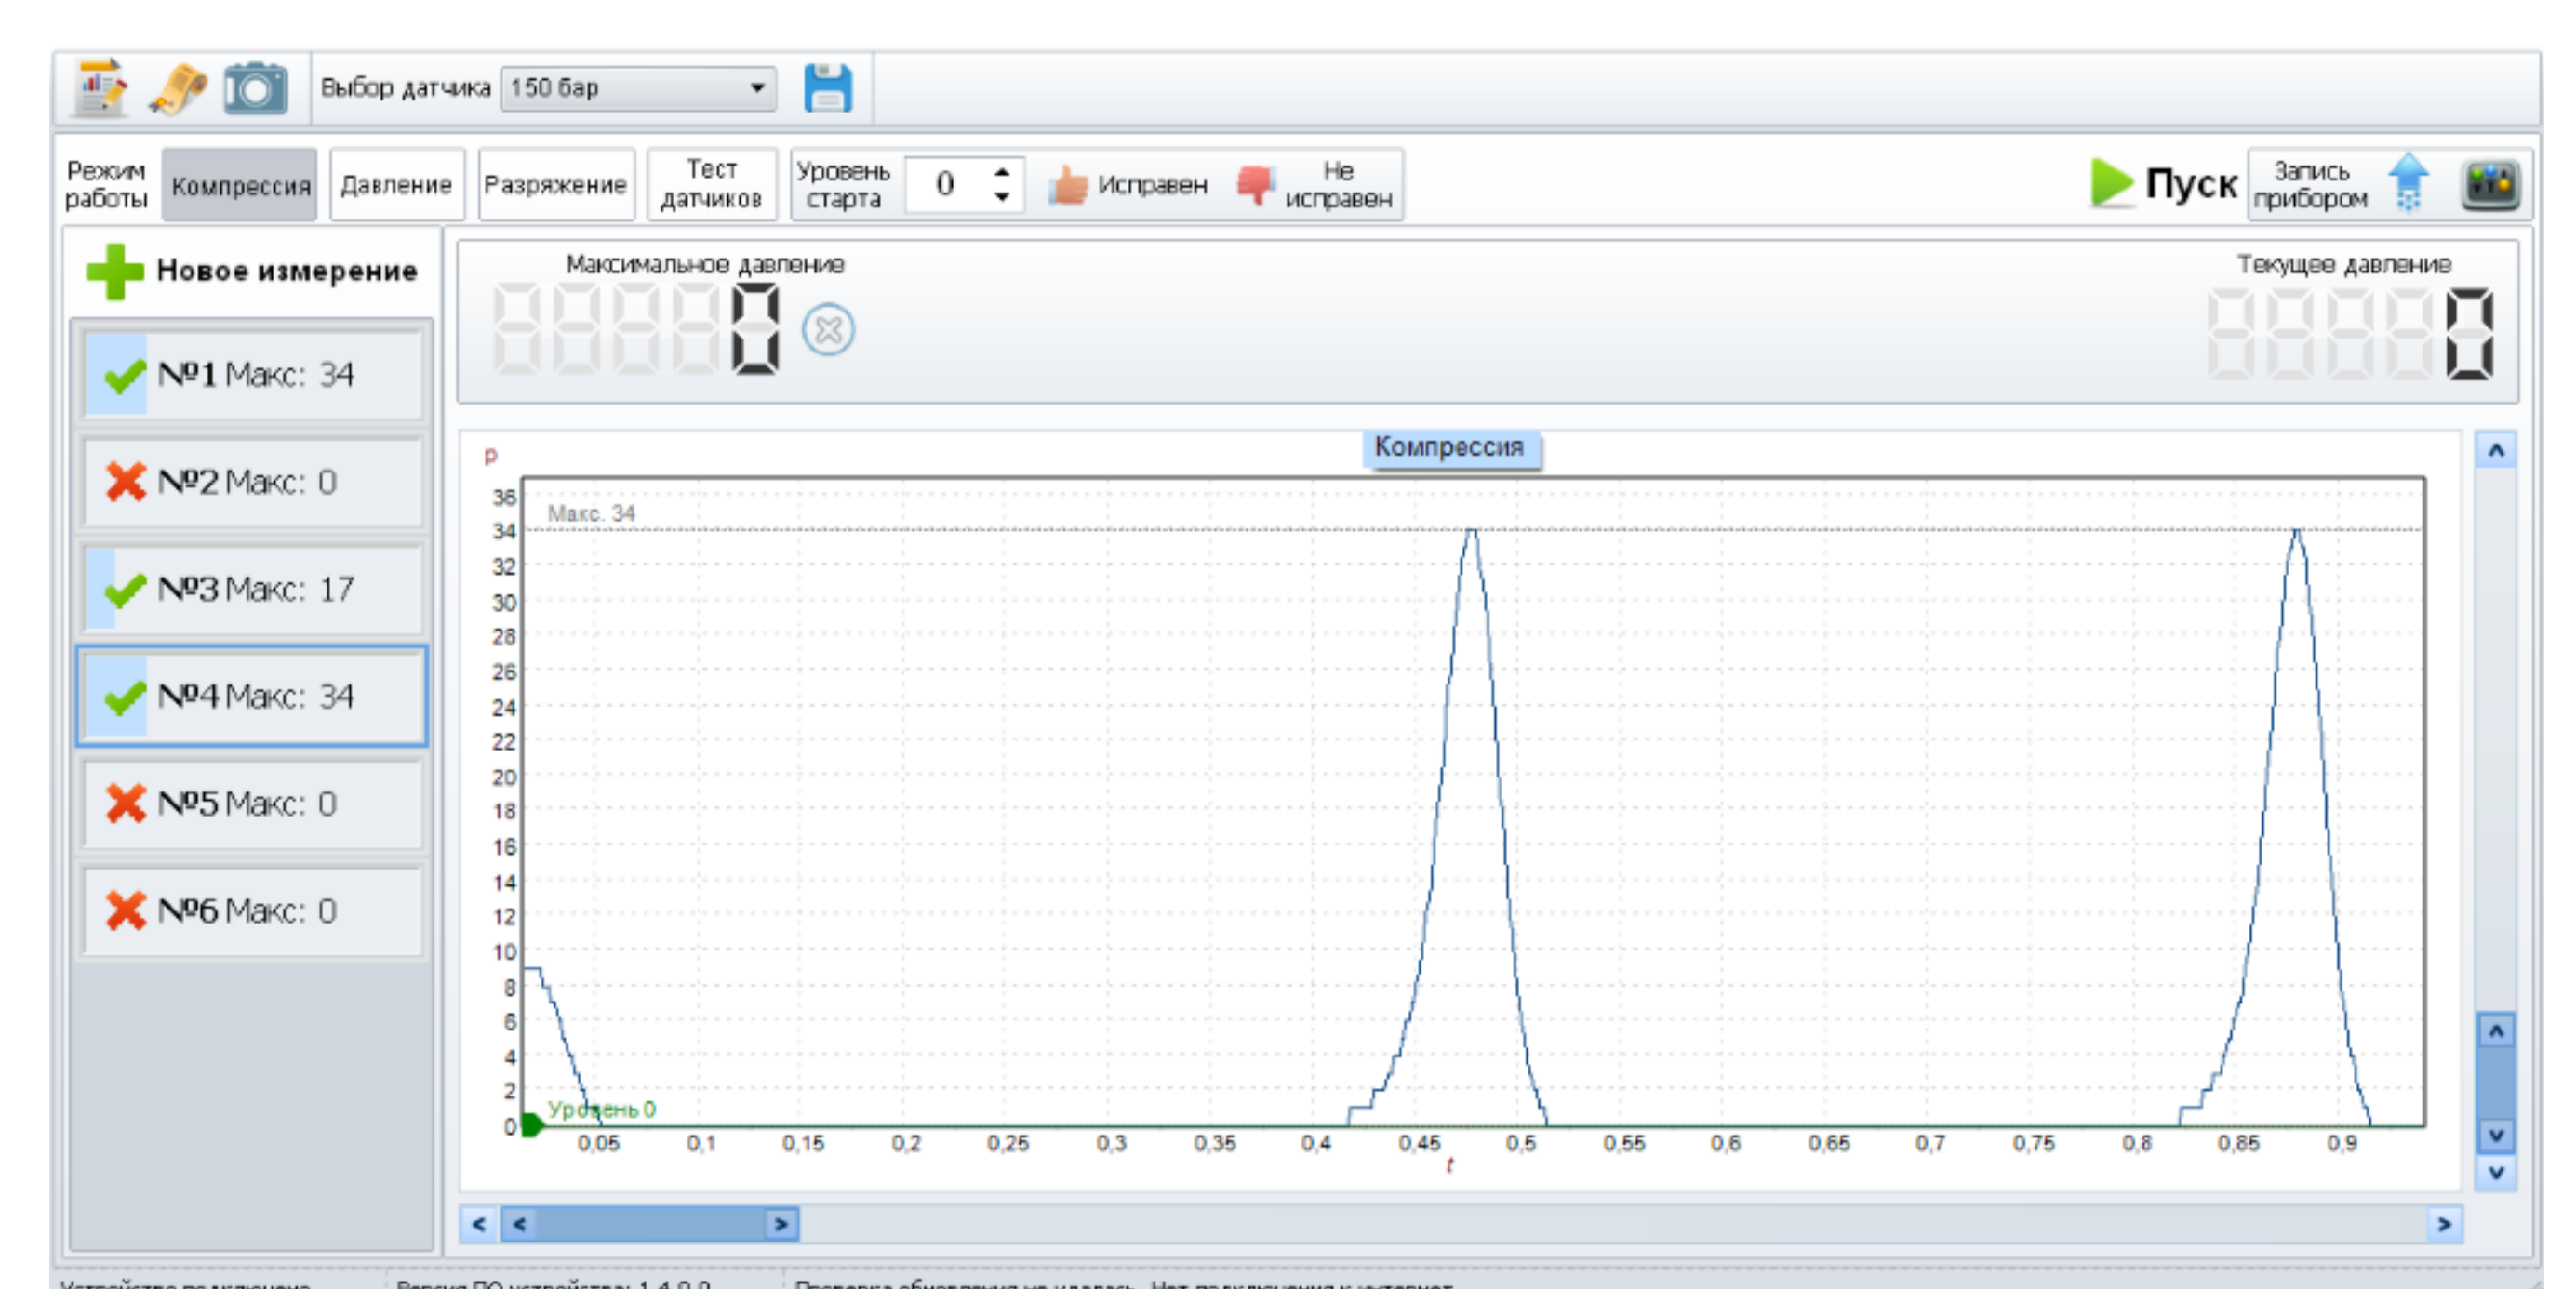 Выбор датчика 150 бар
Режим работы
Компрессия
Давление
Разряжение
Тест датчиков
Уровень старта
0
Исправен
Не исправен
Пуск
Запись прибором
Новое измерение
№1 Макс: 34
№2 Макс: 0
№3 Макс: 17
№4 Макс: 34
№5 Макс: 0
№6 Макс: 0
Максимальное давление
0
Текущее давление
0
Компрессия
p
36
Макс. 34
34
32
30
28
26
24
22
20
18
16
14
12
10
8
6
4
2
Уровень 0
0
0,05 0,1 0,15 0,2 0,25 0,3 0,35 0,4 0,45 0,5 0,55 0,6 0,65 0,7 0,75 0,8 0,85 0,9
t